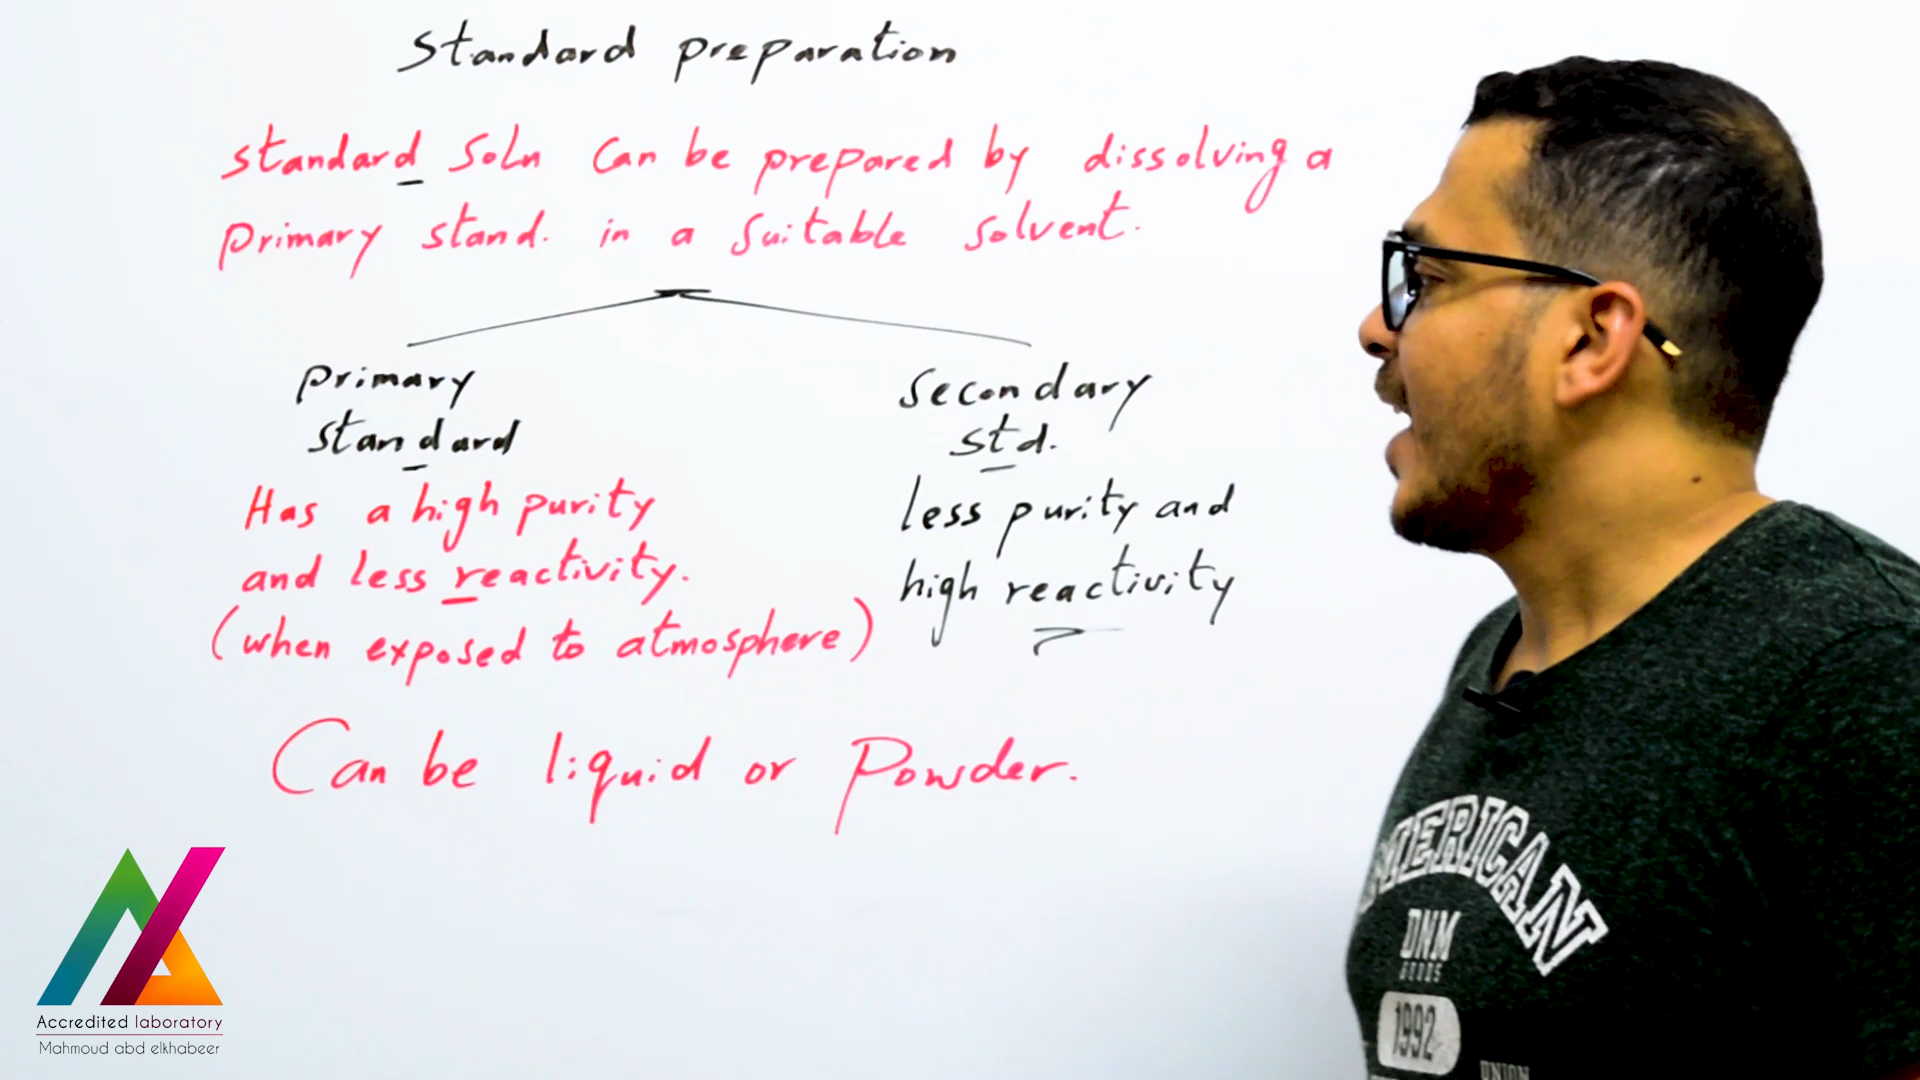 Standard preparation
standard soln can be prepared by dissolving a
primary stand. in a suitable solvent.
primary
standard
Has a high purity
and less reactivity.
(when exposed to atmosphere)
Secondary
std.
less purity and
high reactivity
Can be liquid or Powder.
Accredited laboratory
Mahmoud abd elkhabeer
AMERICAN
DNM
GOODS
1992
UNION